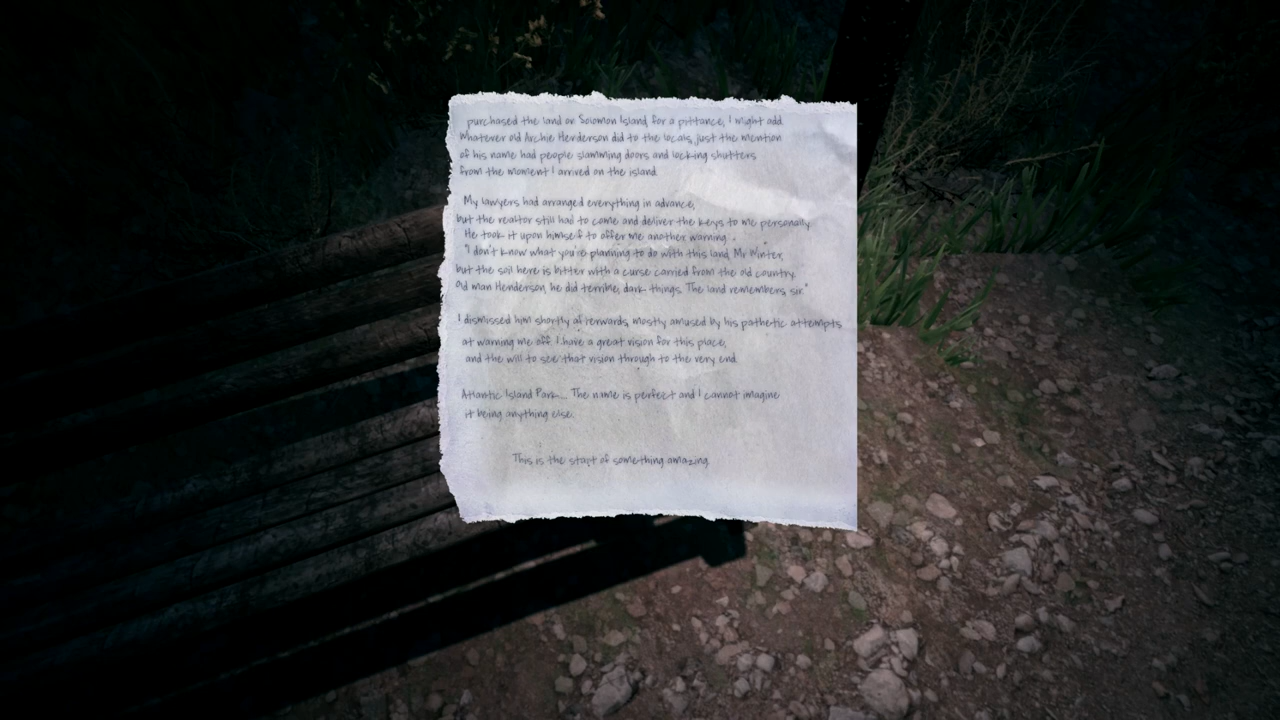 purchased the land on Solomon Island, for a pittance, I might add.
Whatever old Archie Henderson did to the locals, just the mention
of his name had people slamming doors and locking shutters
from the moment I arrived on the island.
My lawyers had arranged everything in advance,
but the realtor still had to come and deliver the keys to me personally.
He took it upon himself to offer me another warning.
"I don't know what you're planning to do with this land, Mr Winter,
but the soil here is bitter with a curse carried from the old country.
Old man Henderson, he did terrible, dark things. The land remembers, sir."
I dismissed him shortly afterwards, mostly amused by his pathetic attempts
at warning me off. I have a great vision for this place,
and the will to see that vision through to the very end.
Atlantic Island Park.... The name is perfect and I cannot imagine
it being anything else.
This is the start of something amazing.